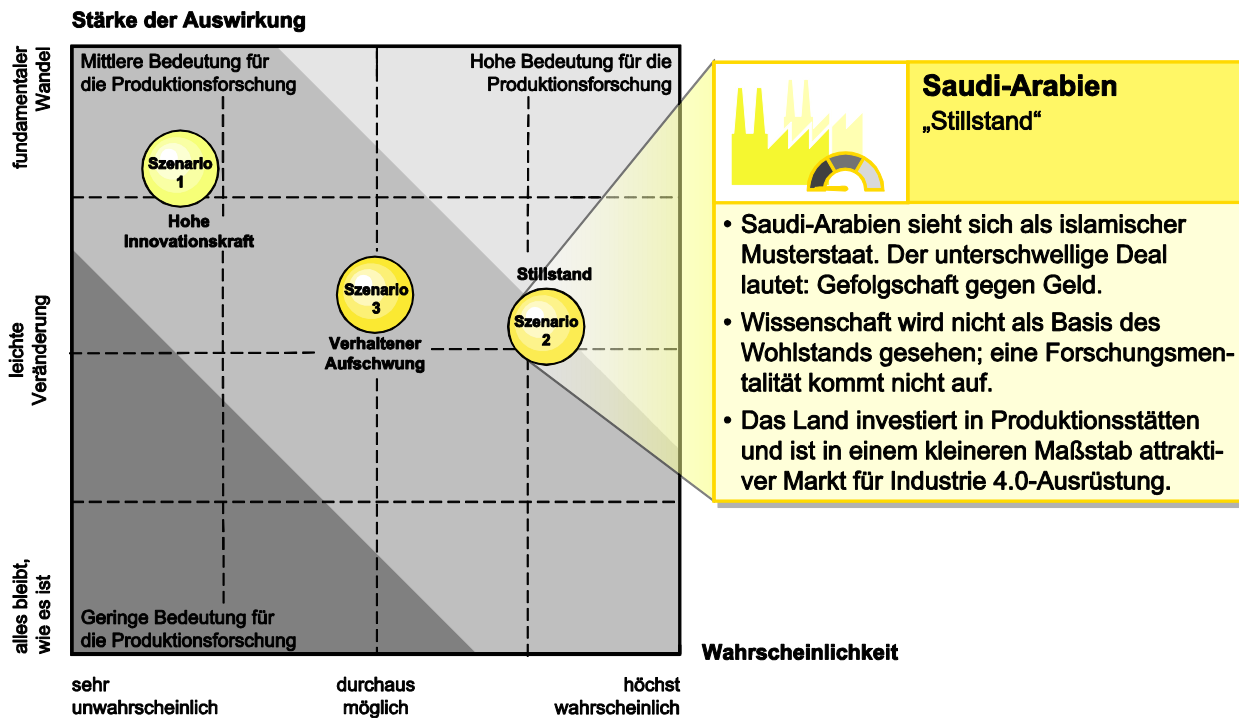 Stärke der Auswirkung
fundamentaler
Wandel
leichte
Veränderung
alles bleibt,
wie es ist
Mittlere Bedeutung für
die Produktionsforschung
Hohe Bedeutung für die
Produktionsforschung
Szenario
1
Hohe
Innovationskraft
Szenario
3
Verhaltener
Aufschwung
Stillstand
Szenario
2
Geringe Bedeutung für
die Produktionsforschung
Wahrscheinlichkeit
sehr
unwahrscheinlich
durchaus
möglich
höchst
wahrscheinlich
Saudi-Arabien
„Stillstand“
• Saudi-Arabien sieht sich als islamischer
Musterstaat. Der unterschwellige Deal
lautet: Gefolgschaft gegen Geld.
• Wissenschaft wird nicht als Basis des
Wohlstands gesehen; eine Forschungsmen-
talität kommt nicht auf.
• Das Land investiert in Produktionsstätten
und ist in einem kleineren Maßstab attrakti-
ver Markt für Industrie 4.0-Ausrüstung.